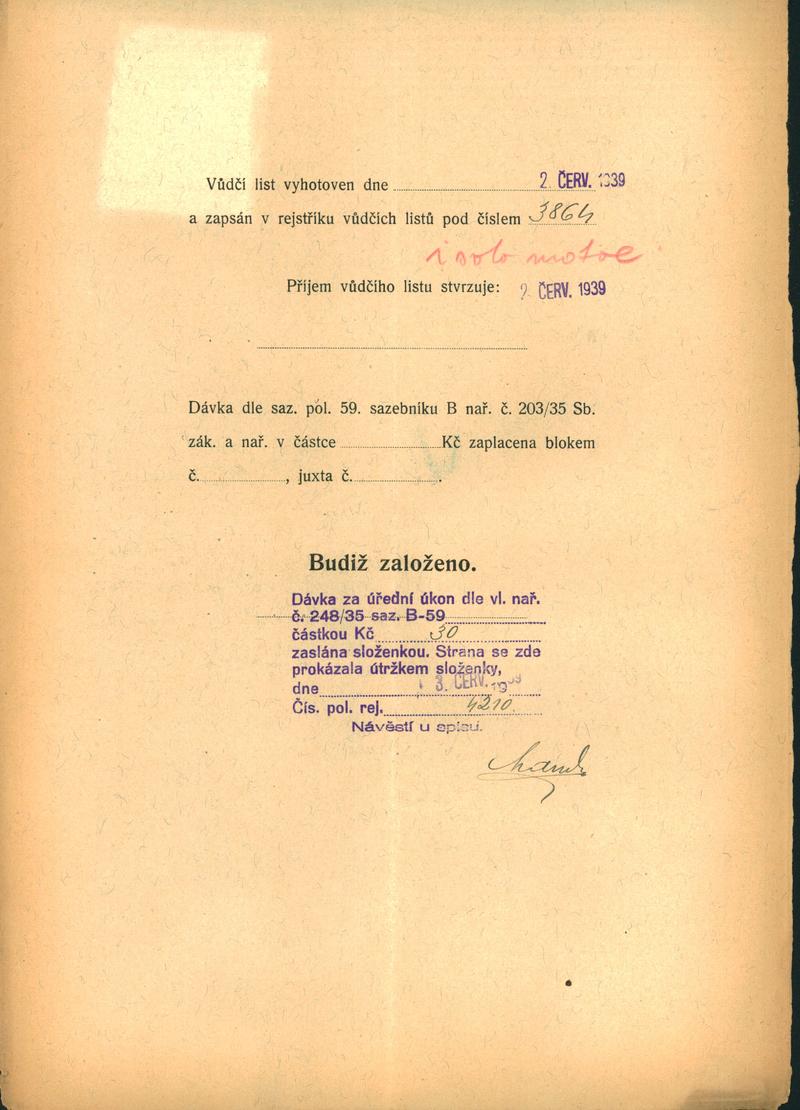 Vůdčí list vyhotoven dne 2. ČERV. 1939
a zapsán v rejstříku vůdčích listů pod číslem 3864
Příjem vůdčího listu stvrzuje: 2. ČERV. 1939
Dávka dle saz. pol. 59. sazebníku B nař. č. 203/35 Sb.
zák. a nař. v částce Kč zaplacena blokem
č. , juxta č. .
Budiž založeno.
Dávka za úřední úkon dle vl. nař.
č. 248/35 saz. B-59
částkou Kč 30
zaslána složenkou. Strana se zde
prokázala útržkem složenky,
dne 3. ČERV. 19
Čís. pol. rej. 4210.
Návěstí u spisu.